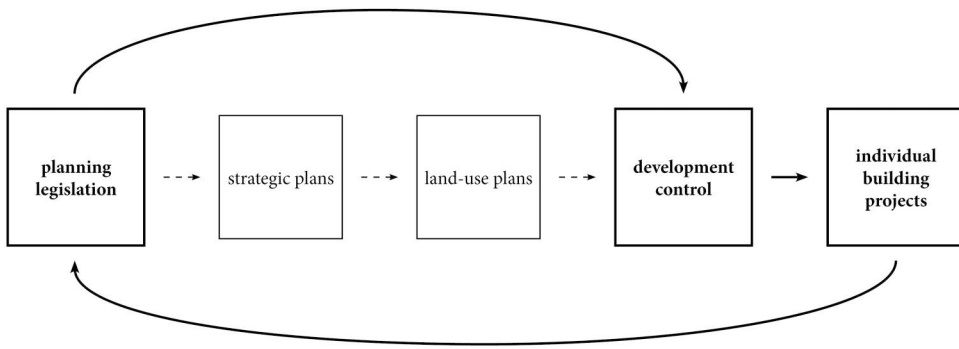 planning
legislation
strategic plans
land-use plans
development
control
individual
building
projects